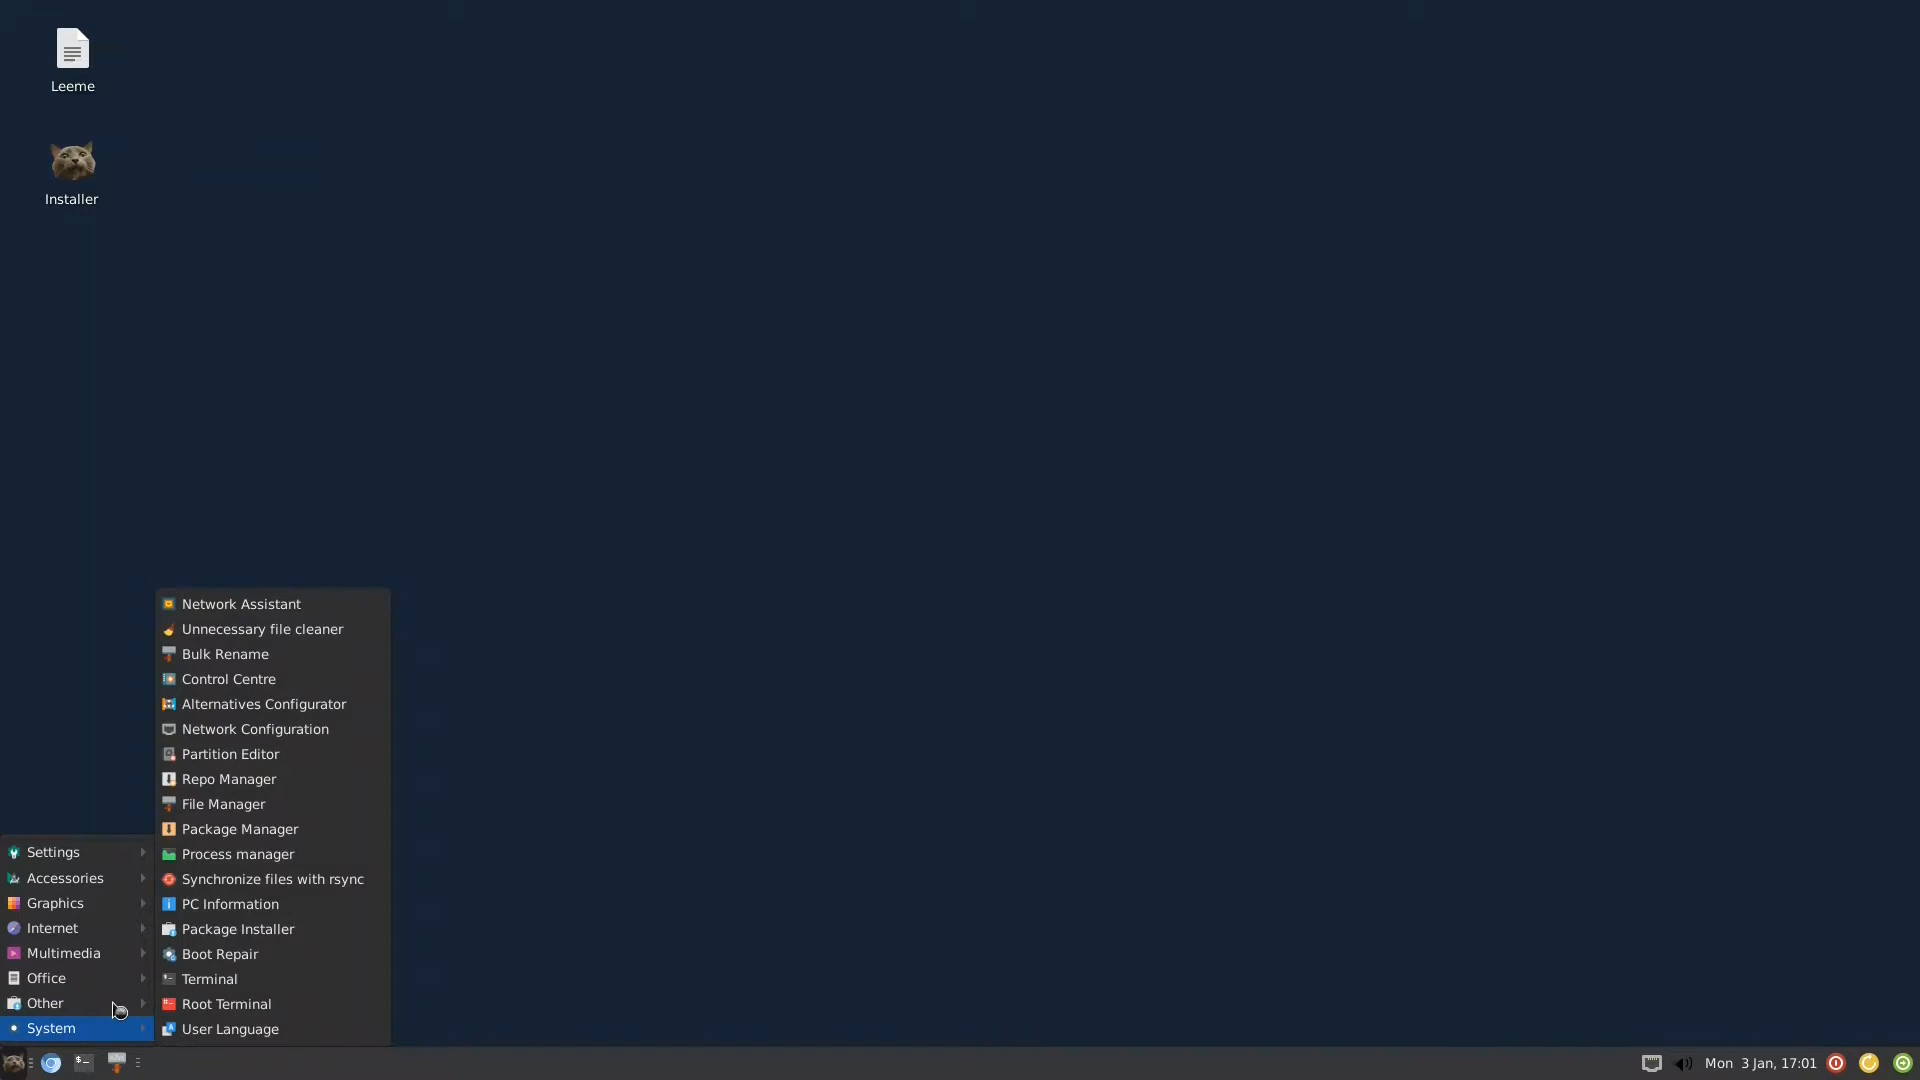 Leeme
Installer
Network Assistant
Unnecessary file cleaner
Bulk Rename
Control Centre
Alternatives Configurator
Network Configuration
Partition Editor
Repo Manager
File Manager
Package Manager
Process manager
Synchronize files with rsync
PC Information
Package Installer
Boot Repair
Terminal
Root Terminal
User Language
Settings
Accessories
Graphics
Internet
Multimedia
Office
Other
System
Mon 3 Jan, 17:01